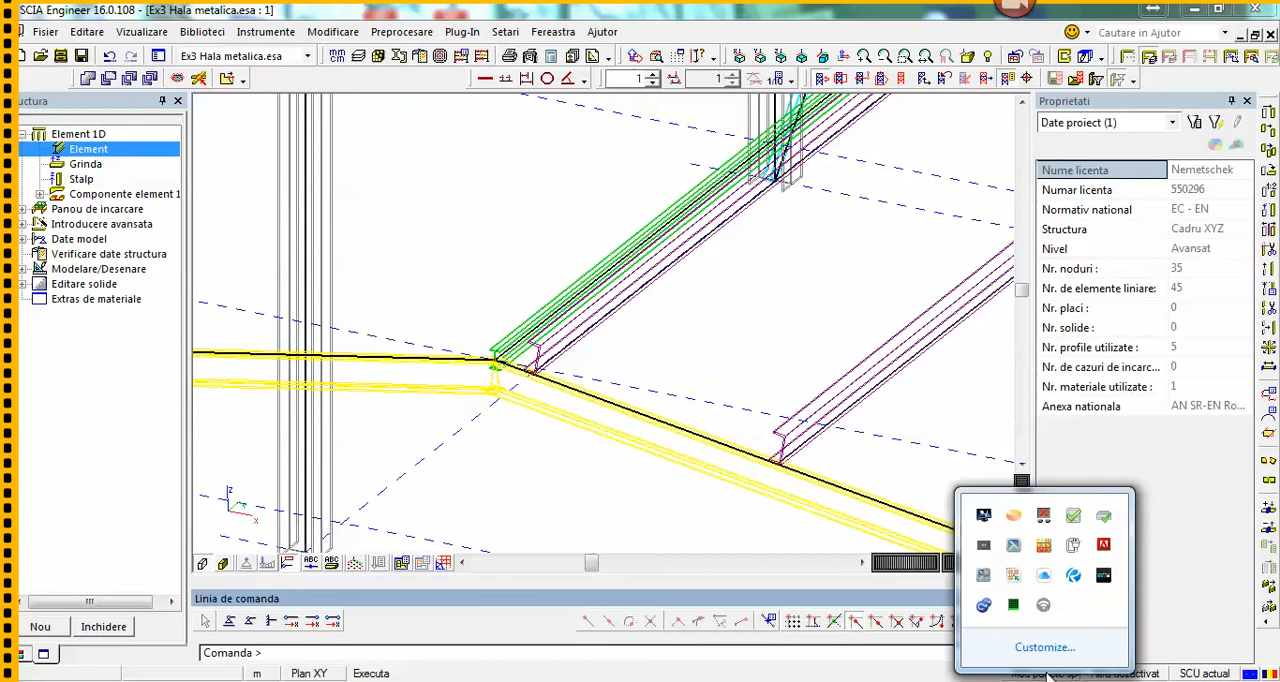 SCIA Engineer 16.0.108 - [Ex3 Hala metalica.esa : 1]
Fisier Editare Vizualizare Biblioteci Instrumente Modificare Preprocesare Plug-In Setari Fereastra Ajutor
Cautare in Ajutor
Ex3 Hala metalica.esa
1 1
uctura
Element 1D
Element
Grinda
Stalp
Componente element 1
Panou de incarcare
Introducere avansata
Date model
Verificare date structura
Modelare/Desenare
Editare solide
Extras de materiale
Nou Inchidere
Z
Y
X
ABC
Proprietati
Date proiect (1)
Nume licenta Nemetschek
Numar licenta 550296
Normativ national EC - EN
Structura Cadru XYZ
Nivel Avansat
Nr. noduri : 35
Nr. de elemente liniare: 45
Nr. placi : 0
Nr. solide : 0
Nr. profile utilizate : 5
Nr. de cazuri de incarc... 0
Nr. materiale utilizate : 1
Anexa nationala AN SR-EN Ro...
Customize...
Linia de comanda
Comanda >
m Plan XY Executa
SCU actual